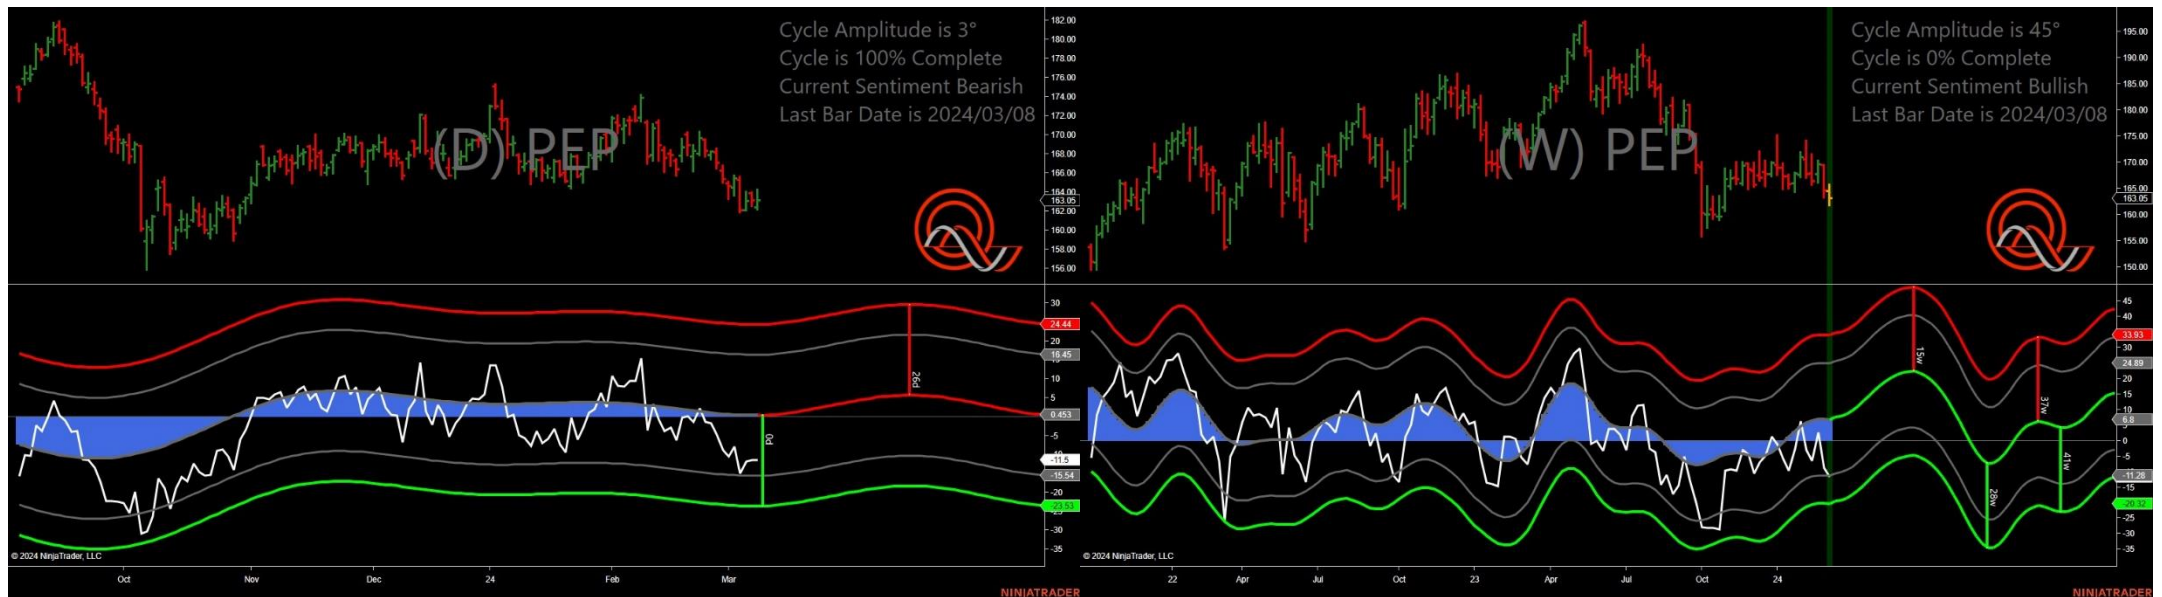 Cycle Amplitude is 3°
Cycle is 100% Complete
Current Sentiment Bearish
Last Bar Date is 2024/03/08
(D) PEP
182.00
180.00
178.00
176.00
174.00
172.00
170.00
168.00
166.00
164.00
163.05
162.00
160.00
158.00
156.00
30
24.44
20
16.45
10
5
0.453
-5
-11.5
-15.54
-20
-23.53
-30
-35
26d
0d
© 2024 NinjaTrader, LLC
Oct
Nov
Dec
24
Feb
Mar
NINJATRADER
Cycle Amplitude is 45°
Cycle is 0% Complete
Current Sentiment Bullish
Last Bar Date is 2024/03/08
(W) PEP
195.00
190.00
185.00
180.00
175.00
170.00
165.00
163.05
160.00
155.00
150.00
45
40
33.93
30
24.89
20
15
10
6.8
0
-5
-11.28
-15
-20.32
-25
-30
-35
15w
28w
37w
41w
© 2024 NinjaTrader, LLC
22
Apr
Jul
Oct
23
Apr
Jul
Oct
24
NINJATRADER